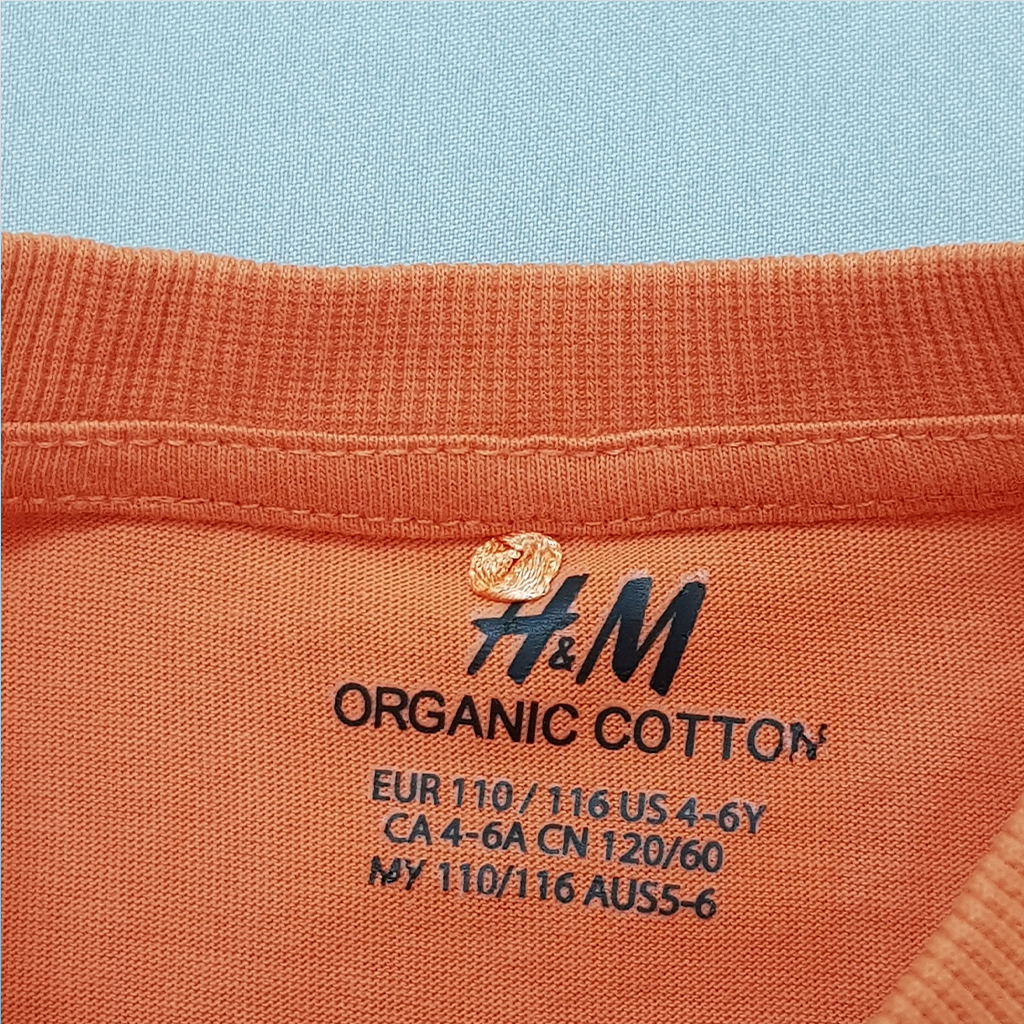 H&M
ORGANIC COTTON
EUR 110 / 116 US 4-6Y
CA 4-6A CN 120/60
MY 110/116 AUS5-6